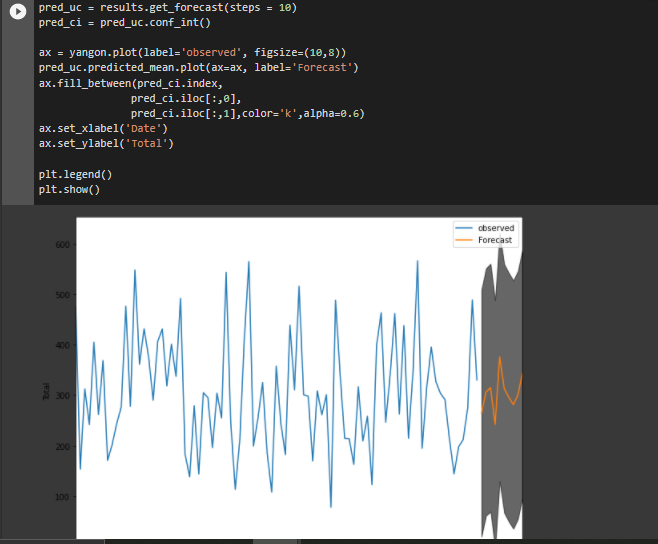 pred_uc = results.get_forecast(steps = 10)
pred_ci = pred_uc.conf_int()
ax = yangon.plot(label='observed', figsize=(10,8))
pred_uc.predicted_mean.plot(ax=ax, label='Forecast')
ax.fill_between(pred_ci.index,
pred_ci.iloc[:,0],
pred_ci.iloc[:,1],color='k',alpha=0.6)
ax.set_xlabel('Date')
ax.set_ylabel('Total')
plt.legend()
plt.show()
observed
Forecast
600
500
400
300
200
100
Total